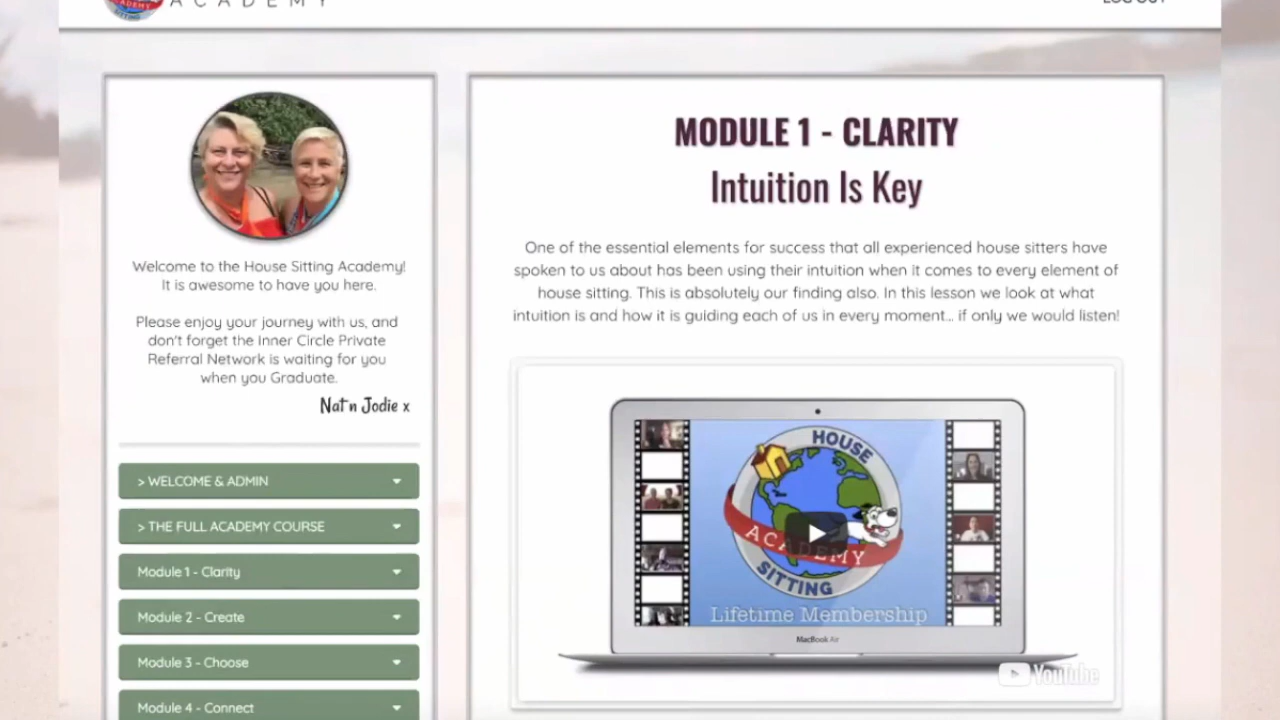 ACADEMY
LOG OUT
Welcome to the House Sitting Academy!
It is awesome to have you here.
Please enjoy your journey with us, and
don't forget the Inner Circle Private
Referral Network is waiting for you
when you Graduate.
Nat n Jodie x
> WELCOME & ADMIN
> THE FULL ACADEMY COURSE
Module 1 - Clarity
Module 2 - Create
Module 3 - Choose
Module 4 - Connect
MODULE 1 - CLARITY
Intuition Is Key
One of the essential elements for success that all experienced house sitters have
spoken to us about has been using their intuition when it comes to every element of
house sitting. This is absolutely our finding also. In this lesson we look at what
intuition is and how it is guiding each of us in every moment... if only we would listen!
HOUSE
ACADEMY
SITTING
Lifetime Membership
MacBook Air
YouTube